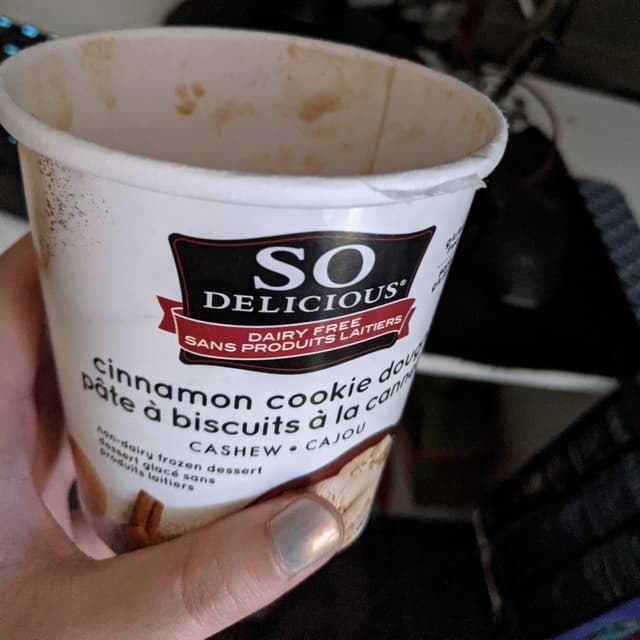 SO
DELICIOUS®
DAIRY FREE
SANS PRODUITS LAITIERS
cinnamon cookie
pâte à biscuits à la
CASHEW • CAJOU
non-dairy frozen dessert
dessert glacé sans
produits laitiers